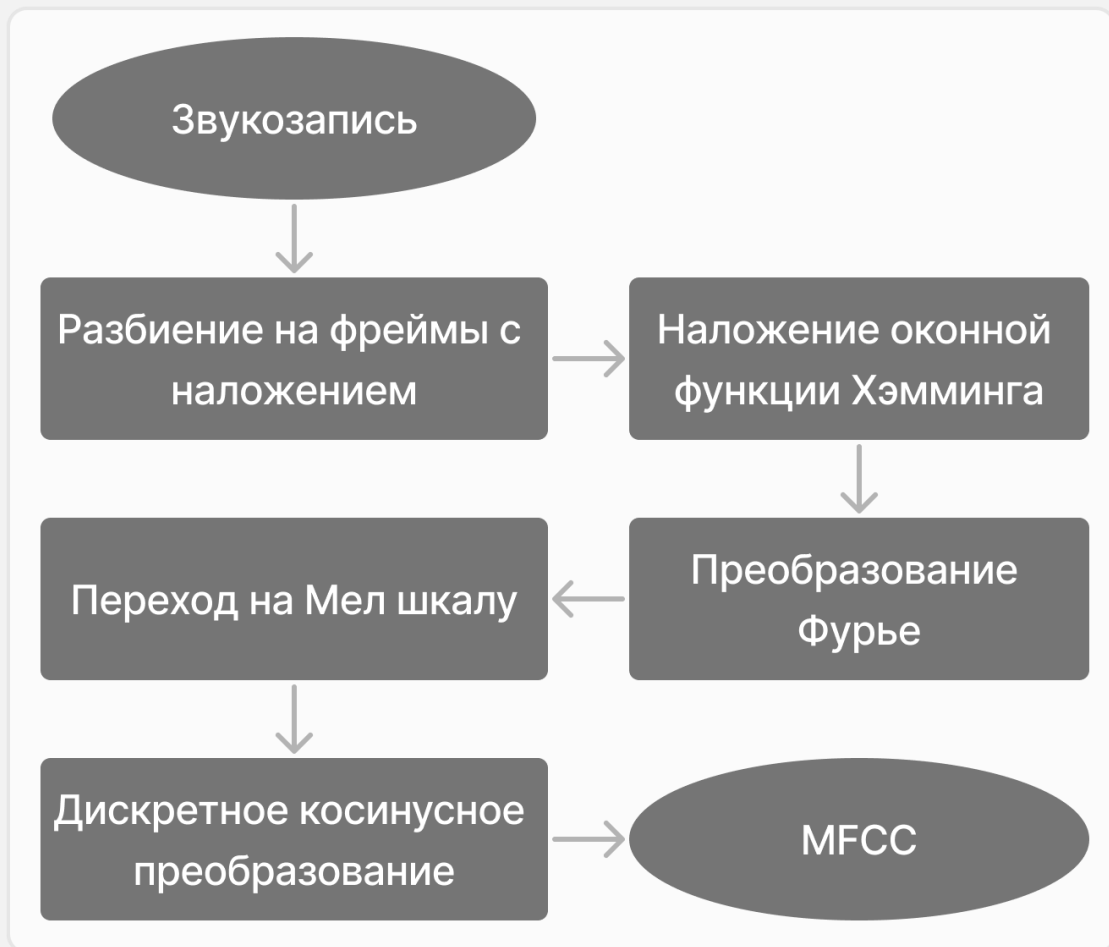 Звукозапись
Разбиение на фреймы с
наложением
Наложение оконной
функции Хэмминга
Преобразование
Фурье
Переход на Мел шкалу
Дискретное косинусное
преобразование
MFCC